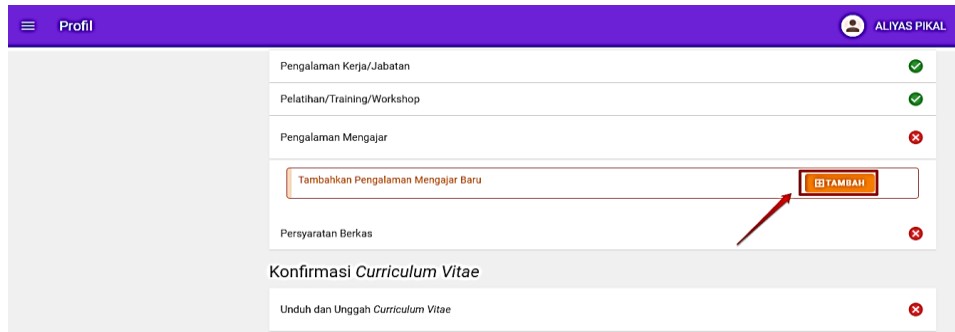 Profil
ALIYAS PIKAL
Pengalaman Kerja/Jabatan
Pelatihan/Training/Workshop
Pengalaman Mengajar
Tambahkan Pengalaman Mengajar Baru
TAMBAH
Persyaratan Berkas
Konfirmasi Curriculum Vitae
Unduh dan Unggah Curriculum Vitae